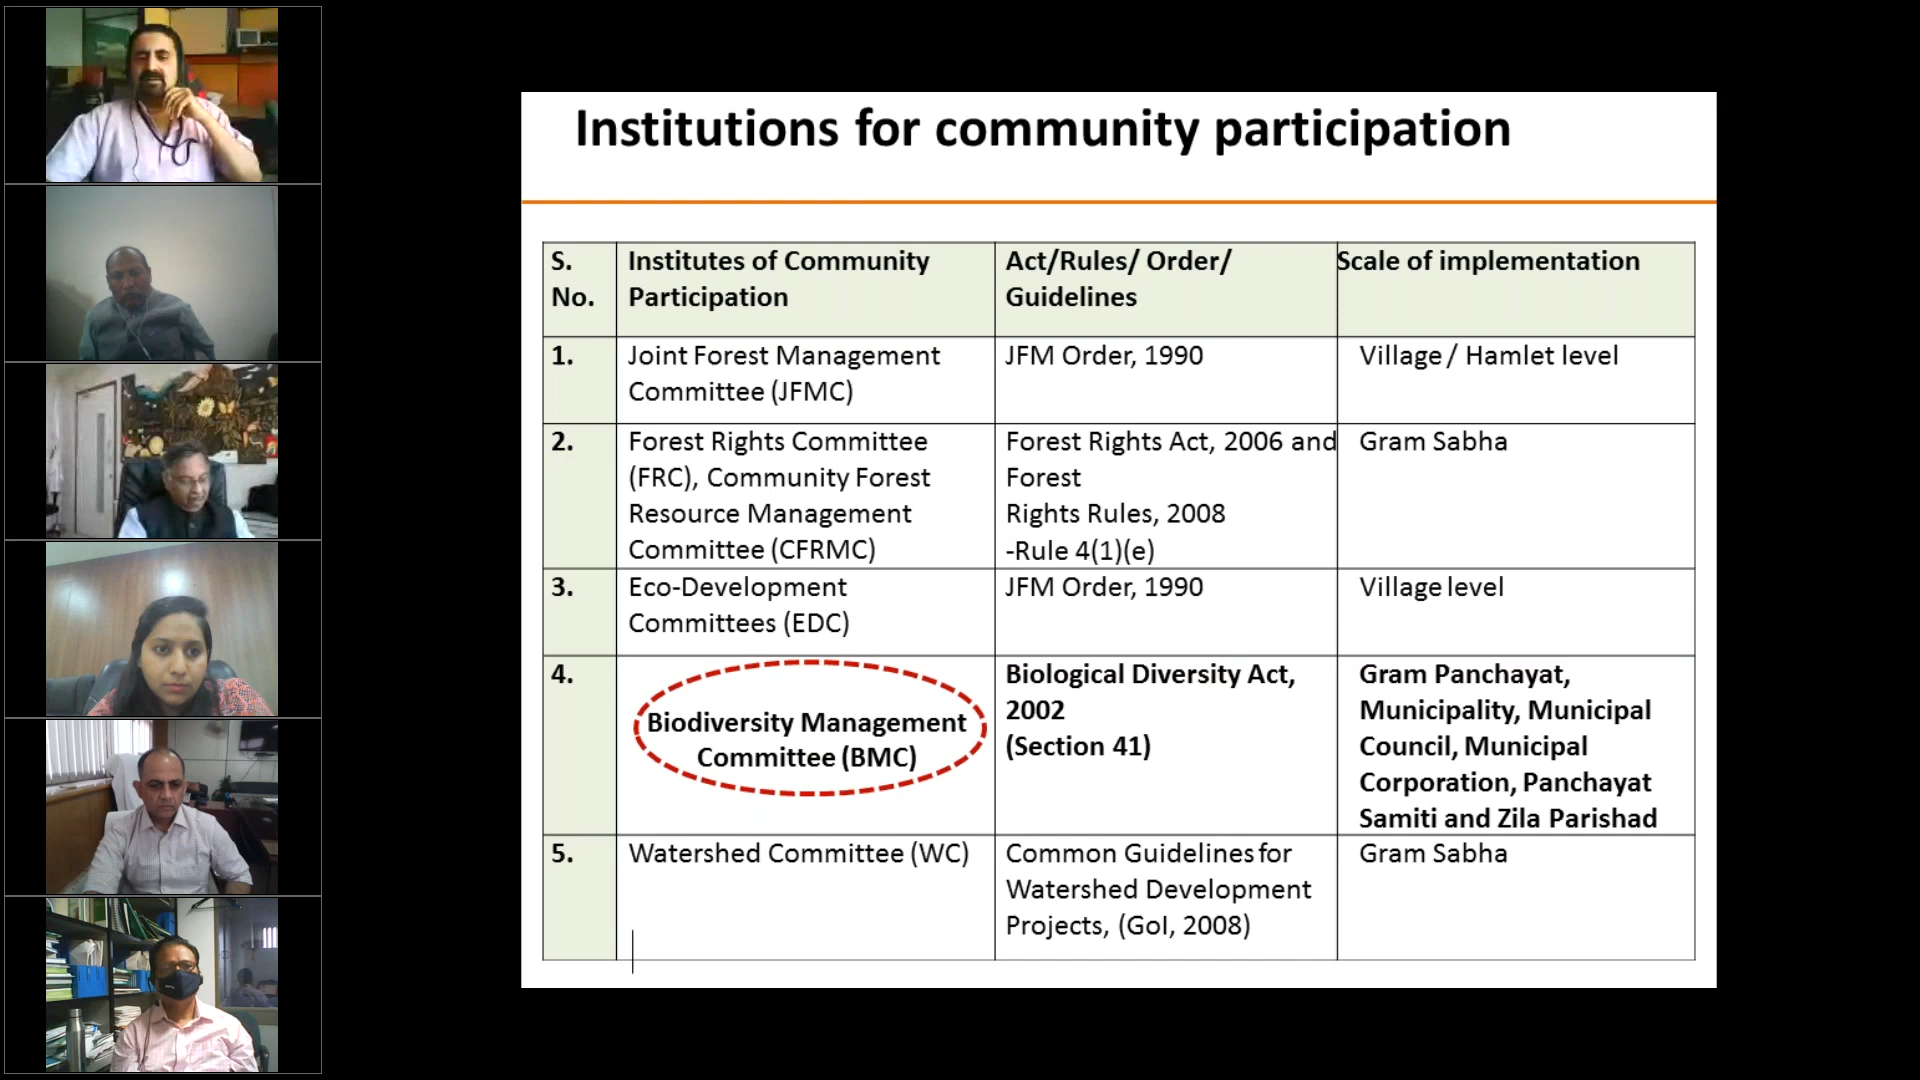 Institutions for community participation
S.
No.
Institutes of Community
Participation
Act/Rules/ Order/
Guidelines
Scale of implementation
1.
Joint Forest Management
Committee (JFMC)
JFM Order, 1990
Village / Hamlet level
2.
Forest Rights Committee
(FRC), Community Forest
Resource Management
Committee (CFRMC)
Forest Rights Act, 2006 and
Forest
Rights Rules, 2008
-Rule 4(1)(e)
Gram Sabha
3.
Eco-Development
Committees (EDC)
JFM Order, 1990
Village level
4.
Biodiversity Management
Committee (BMC)
Biological Diversity Act,
2002
(Section 41)
Gram Panchayat,
Municipality, Municipal
Council, Municipal
Corporation, Panchayat
Samiti and Zila Parishad
5.
Watershed Committee (WC)
Common Guidelines for
Watershed Development
Projects, (GoI, 2008)
Gram Sabha